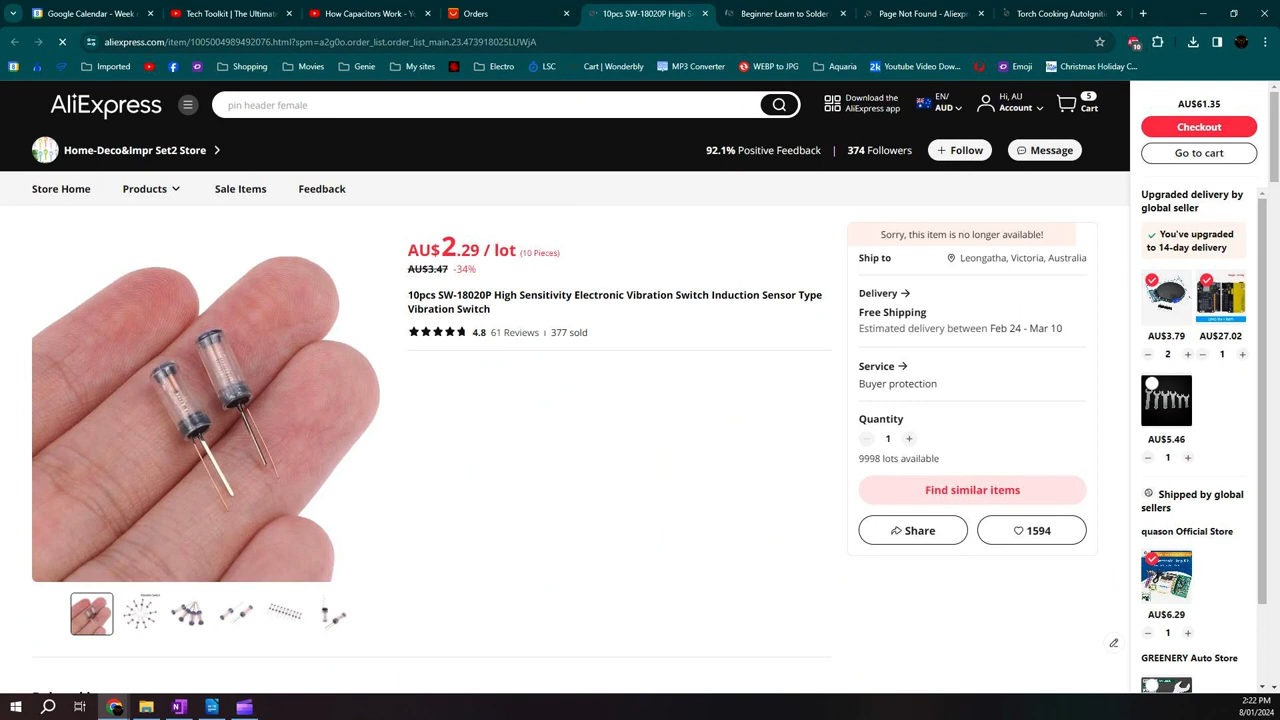 Google Calendar - Week o
Tech Toolkit | The Ultima
How Capacitors Work - Y
Orders
10pcs SW-18020P High S
Beginner Learn to Solder
Page Not Found - Aliexp
Torch Cooking AutoIgniti
aliexpress.com/item/1005004989492076.html?spm=a2g0o.order_list.order_list_main.23.473918025LUWjA
10
Imported
Shopping
Movies
Genie
My sites
Electro
LSC
Cart | Wonderbly
MP3 Converter
WEBP to JPG
Aquaria
Youtube Video Dow...
Emoji
Christmas Holiday C...
AliExpress
pin header female
Download the
AliExpress app
EN/
AUD
Hi, AU
Account
5
Cart
Home-Deco&Impr Set2 Store
92.1% Positive Feedback | 374 Followers
Follow
Message
Store Home
Products
Sale Items
Feedback
AU$2.29 / lot (10 Pieces)
AU$3.47 -34%
10pcs SW-18020P High Sensitivity Electronic Vibration Switch Induction Sensor Type
Vibration Switch
4.8 61 Reviews 377 sold
Sorry, this item is no longer available!
Ship to
Leongatha, Victoria, Australia
Delivery
Free Shipping
Estimated delivery between Feb 24 - Mar 10
Service
Buyer protection
Quantity
1
9998 lots available
Find similar items
Share
1594
AU$61.35
Checkout
Go to cart
Upgraded delivery by
global seller
You've upgraded
to 14-day delivery
AU$3.79
AU$27.02
2
1
AU$5.46
1
Shipped by global
sellers
quason Official Store
AU$6.29
1
GREENERY Auto Store
2:22 PM
8/01/2024